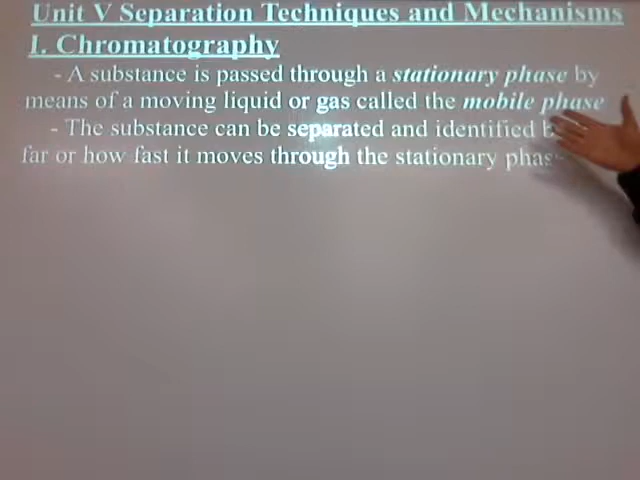 Unit V Separation Techniques and Mechanisms
I. Chromatography
- A substance is passed through a stationary phase by
means of a moving liquid or gas called the mobile phase
- The substance can be separated and identified
far or how fast it moves through the stationary